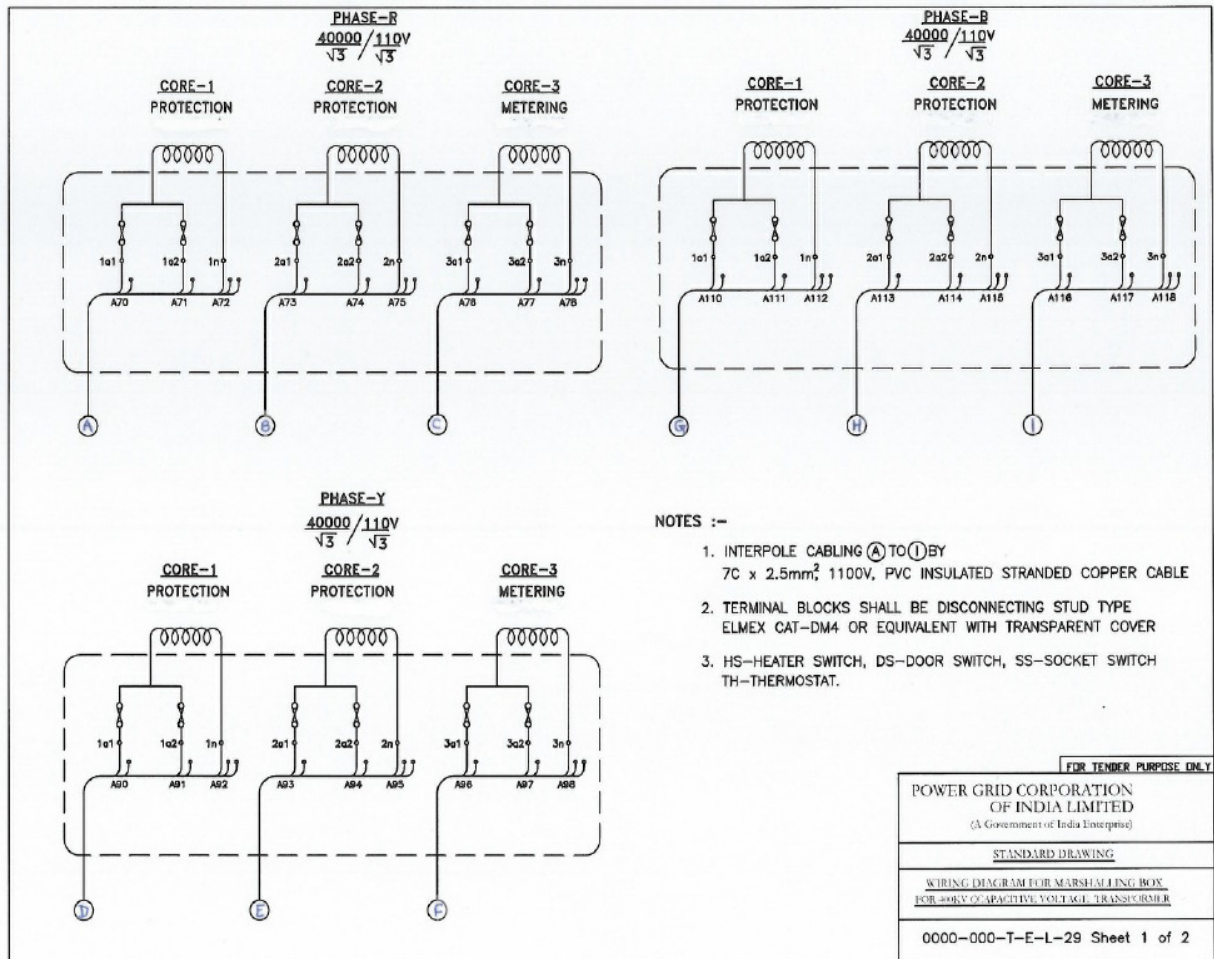 PHASE-R
40000/√3 / 110V/√3
CORE-1
PROTECTION
CORE-2
PROTECTION
CORE-3
METERING
1a1 1a2 1n 2a1 2a2 2n 3a1 3a2 3n
A70 A71 A72 A73 A74 A75 A76 A77 A78
A B C
PHASE-B
40000/√3 / 110V/√3
CORE-1
PROTECTION
CORE-2
PROTECTION
CORE-3
METERING
1a1 1a2 1n 2a1 2a2 2n 3a1 3a2 3n
A110 A111 A112 A113 A114 A115 A116 A117 A118
G H I
PHASE-Y
40000/√3 / 110V/√3
CORE-1
PROTECTION
CORE-2
PROTECTION
CORE-3
METERING
1a1 1a2 1n 2a1 2a2 2n 3a1 3a2 3n
A90 A91 A92 A93 A94 A95 A96 A97 A98
D E F
NOTES :-
1. INTERPOLE CABLING Ⓐ TO Ⓘ BY
7C x 2.5mm², 1100V, PVC INSULATED STRANDED COPPER CABLE
2. TERMINAL BLOCKS SHALL BE DISCONNECTING STUD TYPE
ELMEX CAT-DM4 OR EQUIVALENT WITH TRANSPARENT COVER
3. HS-HEATER SWITCH, DS-DOOR SWITCH, SS-SOCKET SWITCH
TH-THERMOSTAT.
FOR TENDER PURPOSE ONLY
POWER GRID CORPORATION
OF INDIA LIMITED
(A Government of India Enterprise)
STANDARD DRAWING
WIRING DIAGRAM FOR MARSHALLING BOX
FOR 400KV CCAPACITIVE VOLTAGE TRANSFORMER
0000-000-T-E-L-29 Sheet 1 of 2